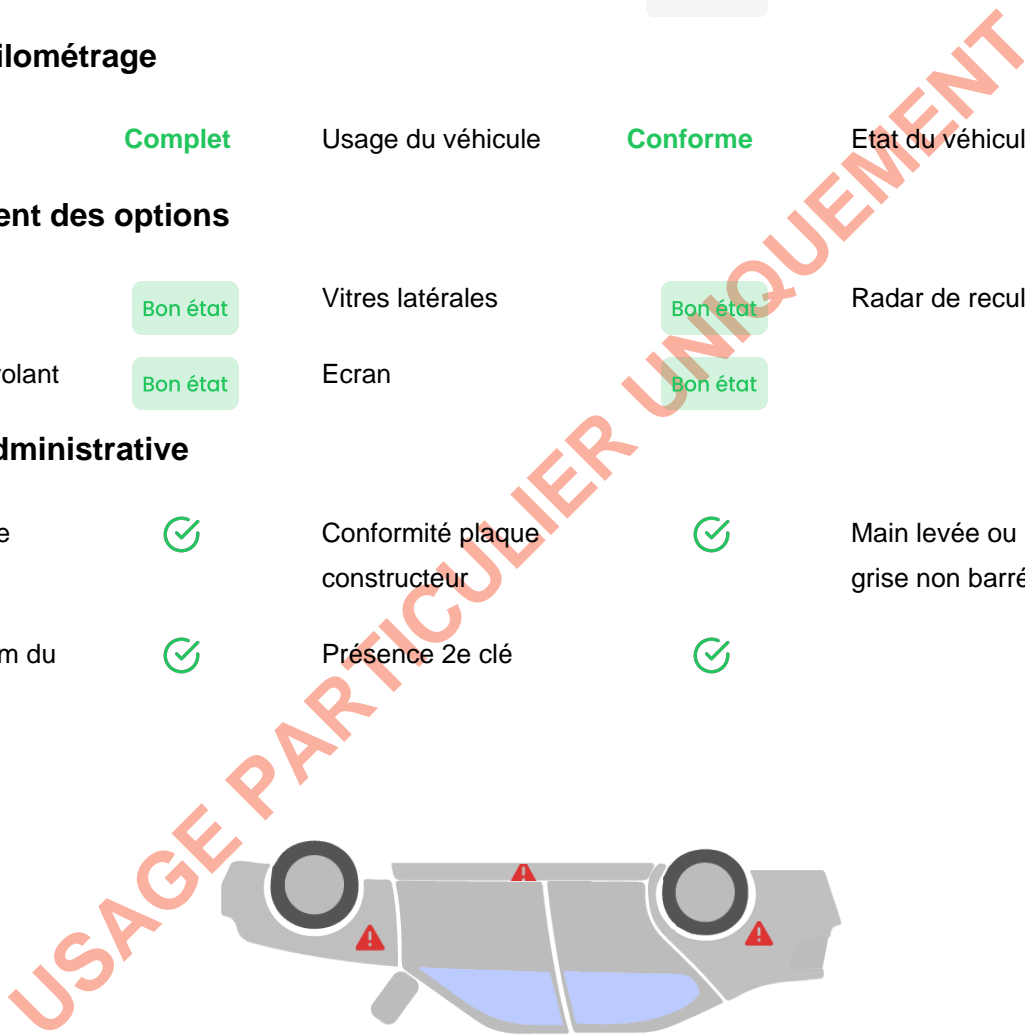 ilométrage
Complet Usage du véhicule Conforme Etat du véhicul
ent des options
Bon état Vitres latérales Bon état Radar de recul
volant Bon état Ecran Bon état
dministrative
e Conformité plaque Main levée ou
constructeur grise non barré
m du Présence 2e clé
USAGE PARTICULIER UNIQUEMENT